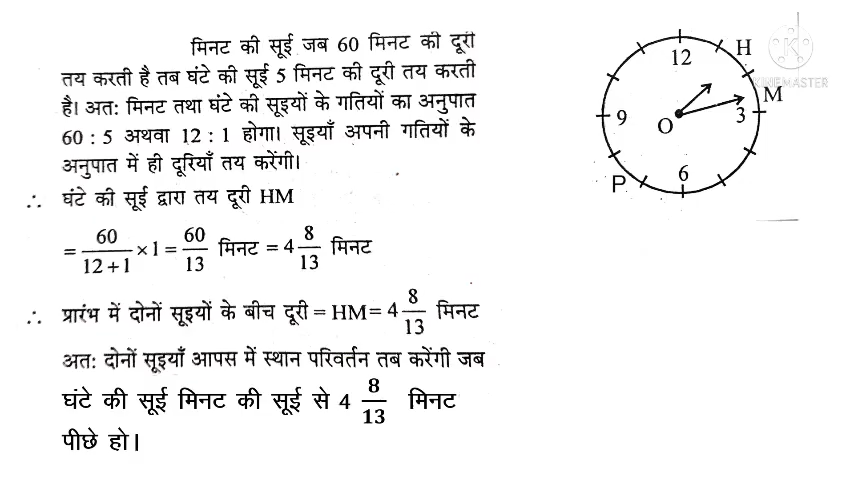 मिनट की सूई जब 60 मिनट की दूरी
तय करती है तब घंटे की सूई 5 मिनट की दूरी तय करती
है। अतः मिनट तथा घंटे की सूइयों के गतियों का अनुपात
60 : 5 अथवा 12 : 1 होगा। सूइयाँ अपनी गतियों के
अनुपात में ही दूरियाँ तय करेंगी।
∴ घंटे की सूई द्वारा तय दूरी HM
= 60/(12+1) × 1 = 60/13 मिनट = 4 8/13 मिनट
∴ प्रारंभ में दोनों सूइयों के बीच दूरी = HM = 4 8/13 मिनट
अतः दोनों सूइयाँ आपस में स्थान परिवर्तन तब करेंगी जब
घंटे की सूई मिनट की सूई से 4 8/13 मिनट
पीछे हो।
12
H
K
KINEMASTER
M
9
3
O
6
P